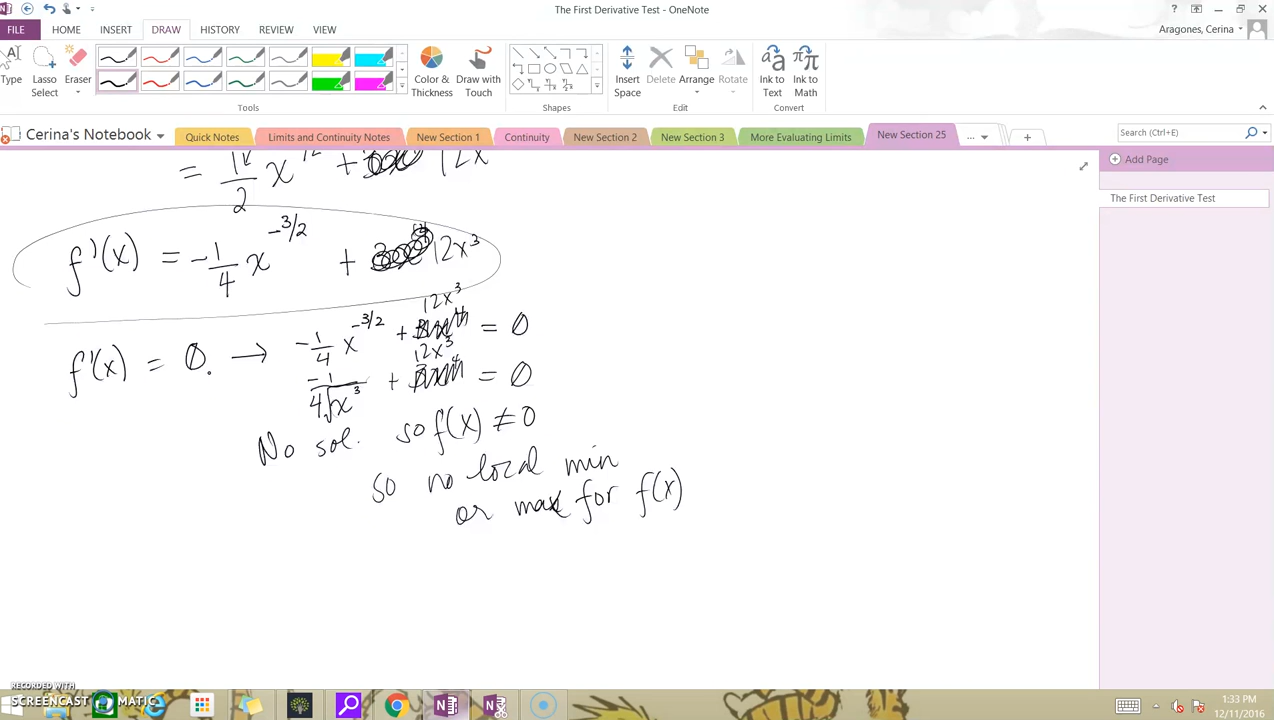 The First Derivative Test - OneNote
FILE HOME INSERT DRAW HISTORY REVIEW VIEW
Aragones, Cerina
Type
Lasso Select
Eraser
Color & Thickness
Draw with Touch
Insert Space
Delete
Arrange
Rotate
Ink to Text
Ink to Math
Tools
Shapes
Edit
Convert
Cerina's Notebook
Quick Notes
Limits and Continuity Notes
New Section 1
Continuity
New Section 2
New Section 3
More Evaluating Limits
New Section 25
...
Search (Ctrl+E)
Add Page
The First Derivative Test
f'(x) = -1/4 x^-3/2 + 12x^3
12x^3
f'(x) = 0. → -1/4 x^-3/2 + = 0
12x^3
-1/4√x^3 + = 0
No sol. so f(x) ≠ 0
so no local min
or max for f(x)
RECORDED WITH
SCREENCAST MATIC
1:33 PM
12/11/2016